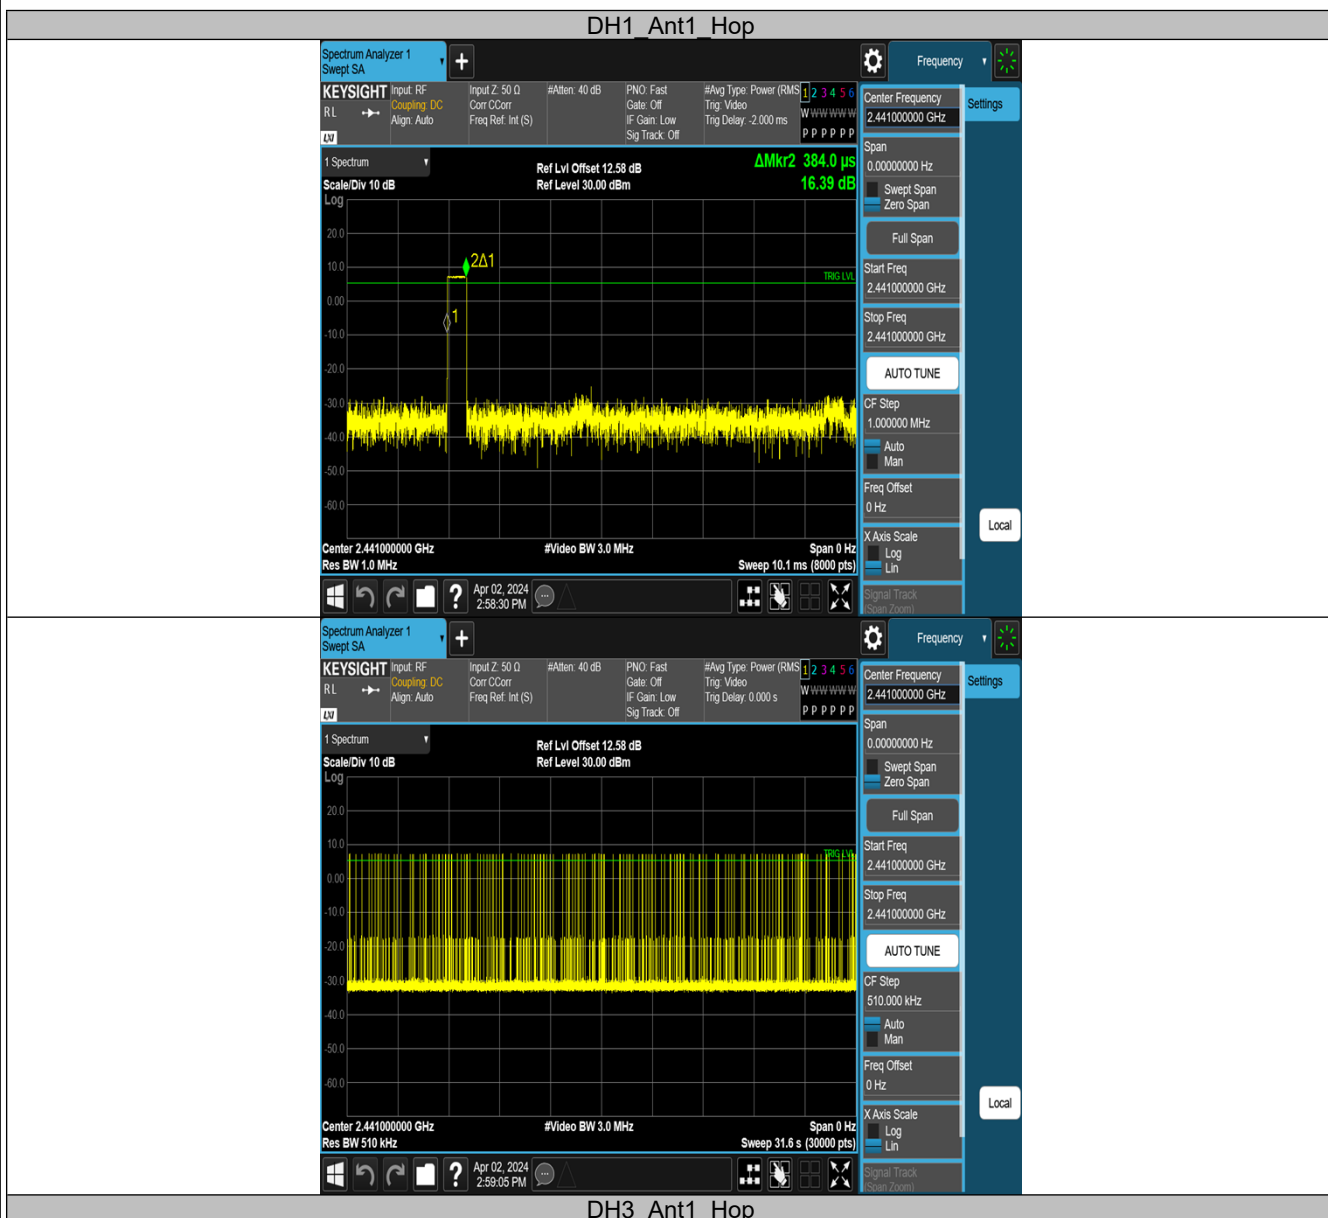 DH1_Ant1_Hop
Spectrum Analyzer 1
Swept SA
+
Frequency
KEYSIGHT
RL
LXI
Input: RF
Coupling: DC
Align: Auto
Input Z: 50 Ω
Corr CCorr
Freq Ref: Int (S)
#Atten: 40 dB
PNO: Fast
Gate: Off
IF Gain: Low
Sig Track: Off
#Avg Type: Power (RMS
Trig: Video
Trig Delay: -2.000 ms
1 2 3 4 5 6
W W W W W W
P P P P P P
Center Frequency
2.441000000 GHz
Settings
Span
0.00000000 Hz
Swept Span
Zero Span
Full Span
Start Freq
2.441000000 GHz
Stop Freq
2.441000000 GHz
AUTO TUNE
CF Step
1.000000 MHz
Auto
Man
Freq Offset
0 Hz
X Axis Scale
Log
Lin
Signal Track
(Span Zoom)
Local
1 Spectrum
Scale/Div 10 dB
Log
Ref Lvl Offset 12.58 dB
Ref Level 30.00 dBm
ΔMkr2 384.0 µs
16.39 dB
20.0
10.0
0.00
-10.0
-20.0
-30.0
-40.0
-50.0
-60.0
2Δ1
1
TRIG LVL
Center 2.441000000 GHz
Res BW 1.0 MHz
#Video BW 3.0 MHz
Span 0 Hz
Sweep 10.1 ms (8000 pts)
?
Apr 02, 2024
2:58:30 PM
Spectrum Analyzer 1
Swept SA
+
Frequency
KEYSIGHT
RL
LXI
Input: RF
Coupling: DC
Align: Auto
Input Z: 50 Ω
Corr CCorr
Freq Ref: Int (S)
#Atten: 40 dB
PNO: Fast
Gate: Off
IF Gain: Low
Sig Track: Off
#Avg Type: Power (RMS
Trig: Video
Trig Delay: 0.000 s
1 2 3 4 5 6
W W W W W W
P P P P P P
Center Frequency
2.441000000 GHz
Settings
Span
0.00000000 Hz
Swept Span
Zero Span
Full Span
Start Freq
2.441000000 GHz
Stop Freq
2.441000000 GHz
AUTO TUNE
CF Step
510.000 kHz
Auto
Man
Freq Offset
0 Hz
X Axis Scale
Log
Lin
Signal Track
(Span Zoom)
Local
1 Spectrum
Scale/Div 10 dB
Log
Ref Lvl Offset 12.58 dB
Ref Level 30.00 dBm
20.0
10.0
0.00
-10.0
-20.0
-30.0
-40.0
-50.0
-60.0
TRIG LVL
Center 2.441000000 GHz
Res BW 510 kHz
#Video BW 3.0 MHz
Span 0 Hz
Sweep 31.6 s (30000 pts)
?
Apr 02, 2024
2:59:05 PM
DH3_Ant1_Hop